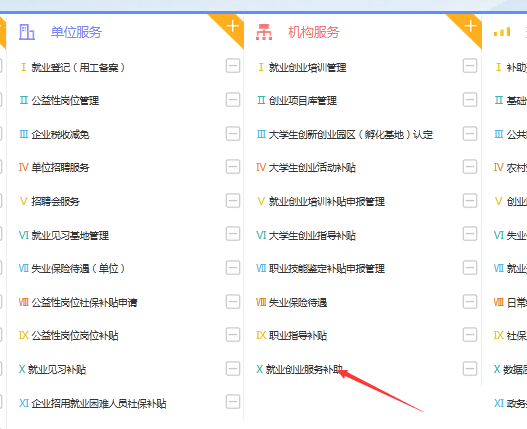 单位服务
I 就业登记（用工备案）
II 公益性岗位管理
III 企业税收减免
IV 单位招聘服务
V 招聘会服务
VI 就业见习基地管理
VII 失业保险待遇（单位）
VIII 公益性岗位社保补贴申请
IX 公益性岗位岗位补贴
X 就业见习补贴
XI 企业招用就业困难人员社保补贴
机构服务
I 就业创业培训管理
II 创业项目库管理
III 大学生创新创业园区（孵化基地）认定
IV 大学生创业活动补贴
V 就业创业培训补贴申报管理
VI 大学生创业指导补贴
VII 职业技能鉴定补贴申报管理
VIII 失业保险待遇
IX 职业指导补贴
X 就业创业服务补助
I 补助
II 基础
III 公共
IV 农村
V 创业
VI 失业
VII 就业
VIII 日常
IX 社保
X 数据
XI 政务